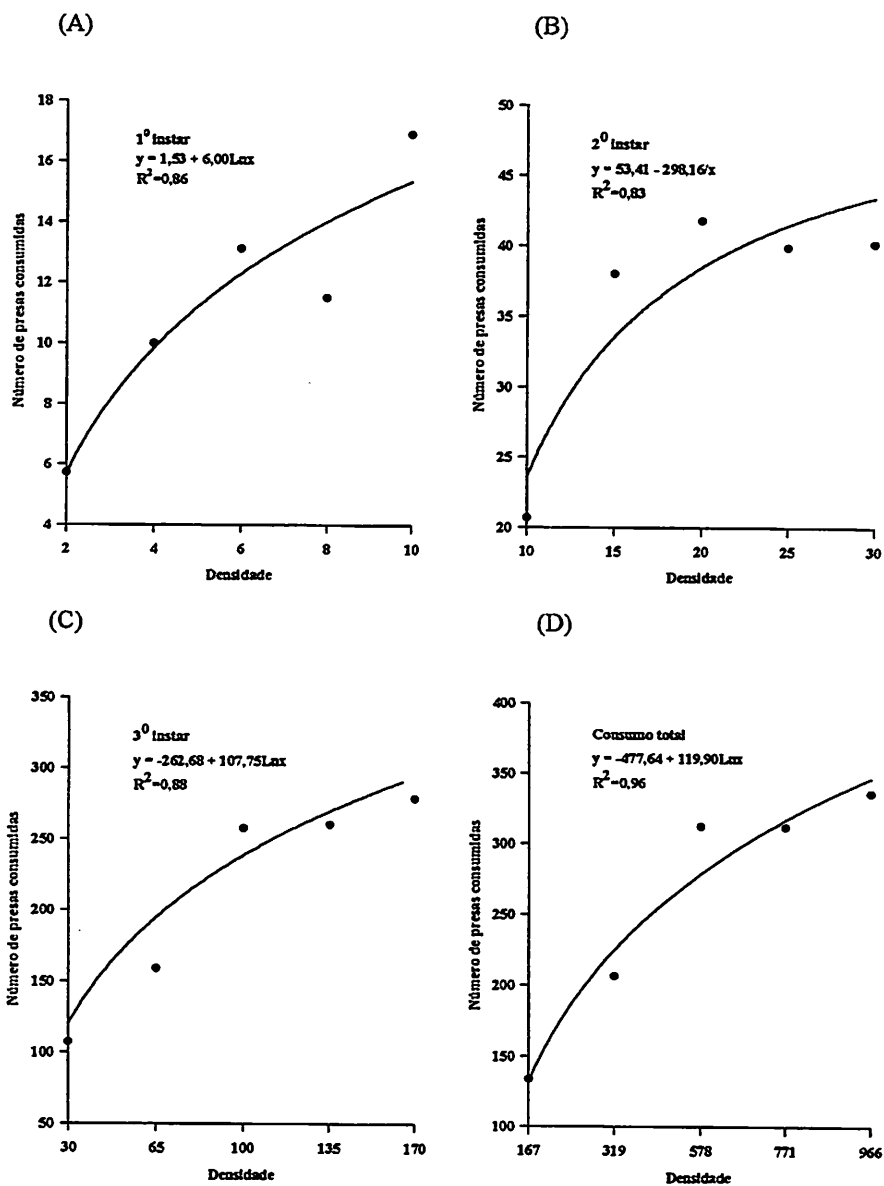 (A)
18
16
14
12
10
8
6
4
2
4
6
8
10
Número de presas consumidas
Densidade
1º instar
y = 1,53 + 6,00Lnx
R²=0,86
(B)
50
45
40
35
30
25
20
10
15
20
25
30
Número de presas consumidas
Densidade
2º instar
y = 53,41 - 298,16/x
R²=0,83
(C)
350
300
250
200
150
100
50
30
65
100
135
170
Número de presas consumidas
Densidade
3º instar
y = -262,68 + 107,75Lnx
R²=0,88
(D)
400
350
300
250
200
150
100
167
319
578
771
966
Número de presas consumidas
Densidade
Consumo total
y = -477,64 + 119,90Lnx
R²=0,96